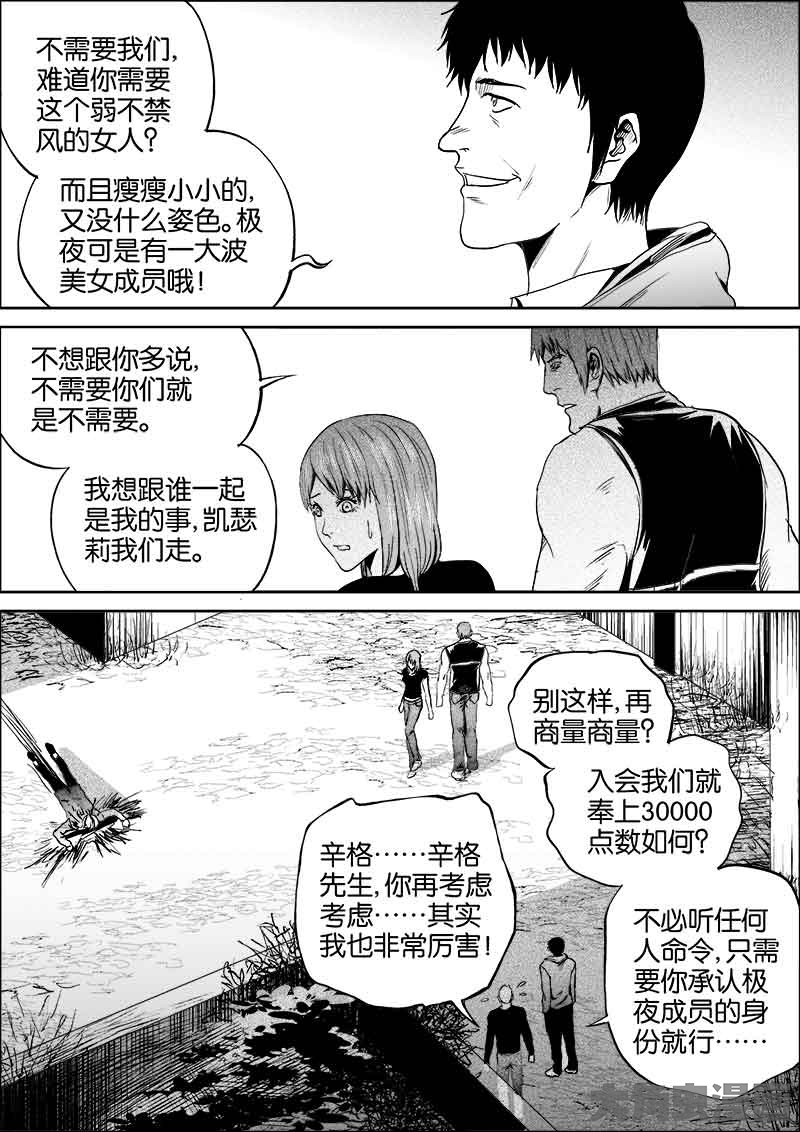 不需要我们,
难道你需要
这个弱不禁
风的女人?
而且瘦瘦小小的,
又没什么姿色。极
夜可是有一大波
美女成员哦!
不想跟你多说,
不需要你们就
是不需要。
我想跟谁一起
是我的事,凯瑟
莉我们走。
别这样,再
商量商量?
入会我们就
奉上30000
点数如何?
辛格……辛格
先生,你再考虑
考虑……其实
我也非常厉害!
不必听任何
人命令,只需
要你承认极
夜成员的身
份就行……